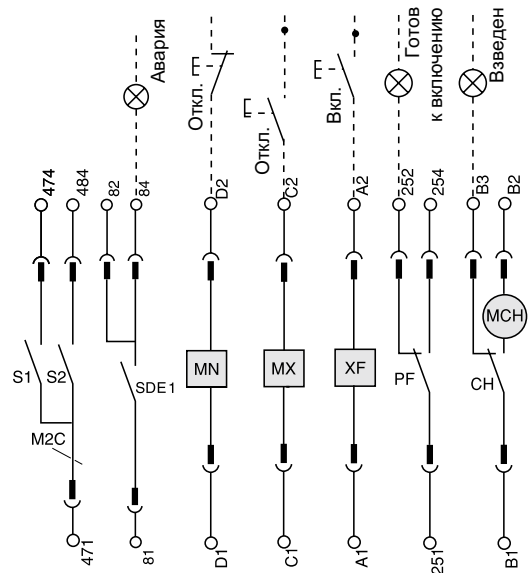 Авария
Откл.
Откл.
Вкл.
Готов
к включению
Взведен
474
484
82
84
D2
C2
A2
252
254
B3
B2
MCH
S1
S2
SDE1
MN
MX
XF
PF
CH
M2C
471
81
D1
C1
A1
251
B1